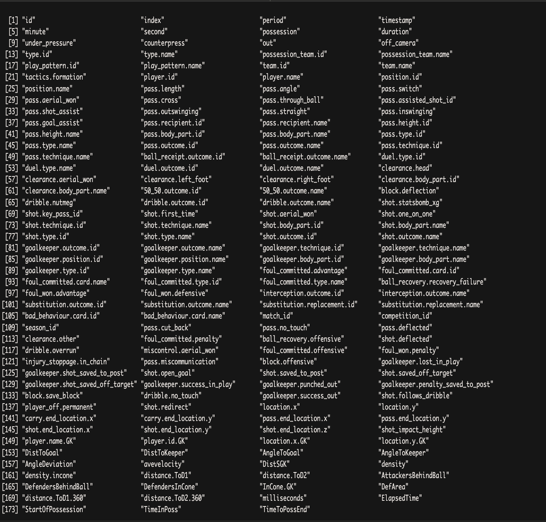 [1] "id" "index" "period" "timestamp"
[5] "minute" "second" "possession" "duration"
[9] "under_pressure" "counterpress" "out" "off_camera"
[13] "type.id" "type.name" "possession_team.id" "possession_team.name"
[17] "play_pattern.id" "play_pattern.name" "team.id" "team.name"
[21] "tactics.formation" "player.id" "player.name" "position.id"
[25] "position.name" "pass.length" "pass.angle" "pass.switch"
[29] "pass.aerial_won" "pass.cross" "pass.through_ball" "pass.assisted_shot_id"
[33] "pass.shot_assist" "pass.outswinging" "pass.straight" "pass.inswinging"
[37] "pass.goal_assist" "pass.recipient.id" "pass.recipient.name" "pass.height.id"
[41] "pass.height.name" "pass.body_part.id" "pass.body_part.name" "pass.type.id"
[45] "pass.type.name" "pass.outcome.id" "pass.outcome.name" "pass.technique.id"
[49] "pass.technique.name" "ball_receipt.outcome.id" "ball_receipt.outcome.name" "duel.type.id"
[53] "duel.type.name" "duel.outcome.id" "duel.outcome.name" "clearance.head"
[57] "clearance.aerial_won" "clearance.left_foot" "clearance.right_foot" "clearance.body_part.id"
[61] "clearance.body_part.name" "50_50.outcome.id" "50_50.outcome.name" "block.deflection"
[65] "dribble.nutmeg" "dribble.outcome.id" "dribble.outcome.name" "shot.statsbomb_xg"
[69] "shot.key_pass_id" "shot.first_time" "shot.aerial_won" "shot.one_on_one"
[73] "shot.technique.id" "shot.technique.name" "shot.body_part.id" "shot.body_part.name"
[77] "shot.type.id" "shot.type.name" "shot.outcome.id" "shot.outcome.name"
[81] "goalkeeper.outcome.id" "goalkeeper.outcome.name" "goalkeeper.technique.id" "goalkeeper.technique.name"
[85] "goalkeeper.position.id" "goalkeeper.position.name" "goalkeeper.body_part.id" "goalkeeper.body_part.name"
[89] "goalkeeper.type.id" "goalkeeper.type.name" "foul_committed.advantage" "foul_committed.card.id"
[93] "foul_committed.card.name" "foul_committed.type.id" "foul_committed.type.name" "ball_recovery.recovery_failure"
[97] "foul_won.advantage" "foul_won.defensive" "interception.outcome.id" "interception.outcome.name"
[101] "substitution.outcome.id" "substitution.outcome.name" "substitution.replacement.id" "substitution.replacement.name"
[105] "bad_behaviour.card.id" "bad_behaviour.card.name" "match_id" "competition_id"
[109] "season_id" "pass.cut_back" "pass.no_touch" "pass.deflected"
[113] "clearance.other" "foul_committed.penalty" "ball_recovery.offensive" "shot.deflected"
[117] "dribble.overrun" "miscontrol.aerial_won" "foul_committed.offensive" "foul_won.penalty"
[121] "injury_stoppage.in_chain" "pass.miscommunication" "block.offensive" "goalkeeper.lost_in_play"
[125] "goalkeeper.shot_saved_to_post" "shot.open_goal" "shot.saved_to_post" "shot.saved_off_target"
[129] "goalkeeper.shot_saved_off_target" "goalkeeper.success_in_play" "goalkeeper.punched_out" "goalkeeper.penalty_saved_to_post"
[133] "block.save_block" "dribble.no_touch" "goalkeeper.success_out" "shot.follows_dribble"
[137] "player_off.permanent" "shot.redirect" "location.x" "location.y"
[141] "carry.end_location.x" "carry.end_location.y" "pass.end_location.x" "pass.end_location.y"
[145] "shot.end_location.x" "shot.end_location.y" "shot.end_location.z" "shot_impact_height"
[149] "player.name.GK" "player.id.GK" "location.x.GK" "location.y.GK"
[153] "DistToGoal" "DistToKeeper" "AngleToGoal" "AngleToKeeper"
[157] "AngleDeviation" "avevelocity" "DistSGK" "density"
[161] "density.incone" "distance.ToD1" "distance.ToD2" "AttackersBehindBall"
[165] "DefendersBehindBall" "DefendersInCone" "InCone.GK" "DefArea"
[169] "distance.ToD1.360" "distance.ToD2.360" "milliseconds" "ElapsedTime"
[173] "StartOfPossession" "TimeInPoss" "TimeToPossEnd"